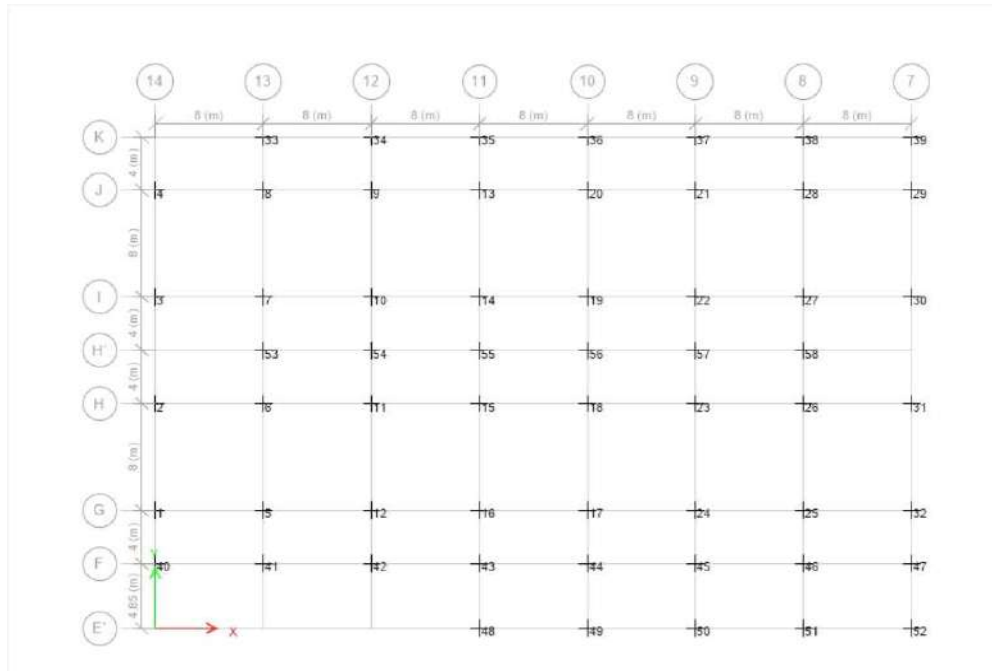 14 13 12 11 10 9 8 7
8 (m) 8 (m) 8 (m) 8 (m) 8 (m) 8 (m) 8 (m)
K 33 34 35 36 37 38 39
4 (m)
J 4 8 9 13 20 21 28 29
8 (m)
I 3 7 10 14 19 22 27 30
4 (m)
H' 53 54 55 56 57 58
4 (m)
H 2 6 11 15 18 23 26 31
8 (m)
G 1 5 12 16 17 24 25 32
4 (m)
Y
F 40 41 42 43 44 45 46 47
4.85 (m)
E' X 48 49 50 51 52